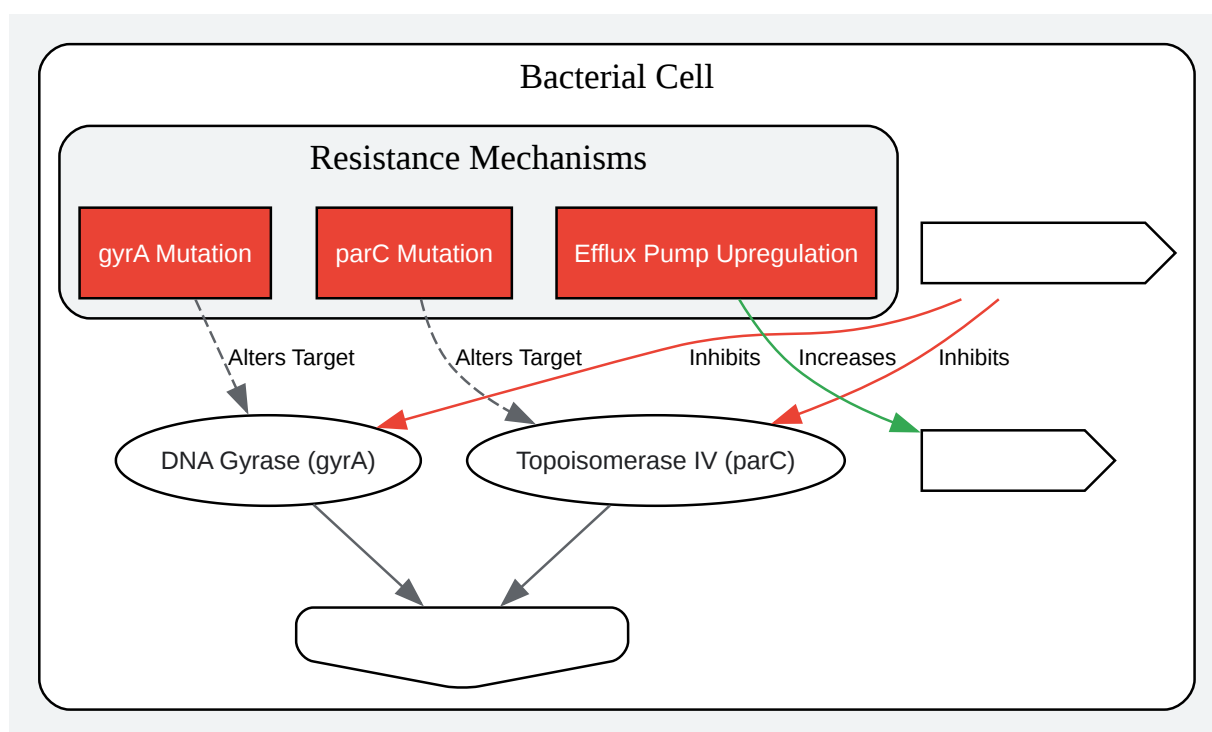 Bacterial Cell
Resistance Mechanisms
gyrA Mutation
parC Mutation
Efflux Pump Upregulation
Alters Target
Alters Target
Inhibits
Increases
Inhibits
DNA Gyrase (gyrA)
Topoisomerase IV (parC)